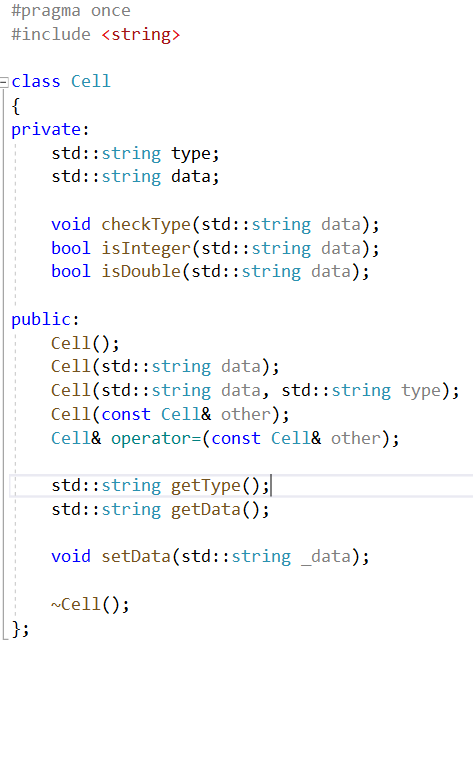 #pragma once
#include <string>
class Cell
{
private:
    std::string type;
    std::string data;
    void checkType(std::string data);
    bool isInteger(std::string data);
    bool isDouble(std::string data);
public:
    Cell();
    Cell(std::string data);
    Cell(std::string data, std::string type);
    Cell(const Cell& other);
    Cell& operator=(const Cell& other);
    std::string getType();
    std::string getData();
    void setData(std::string _data);
    ~Cell();
};